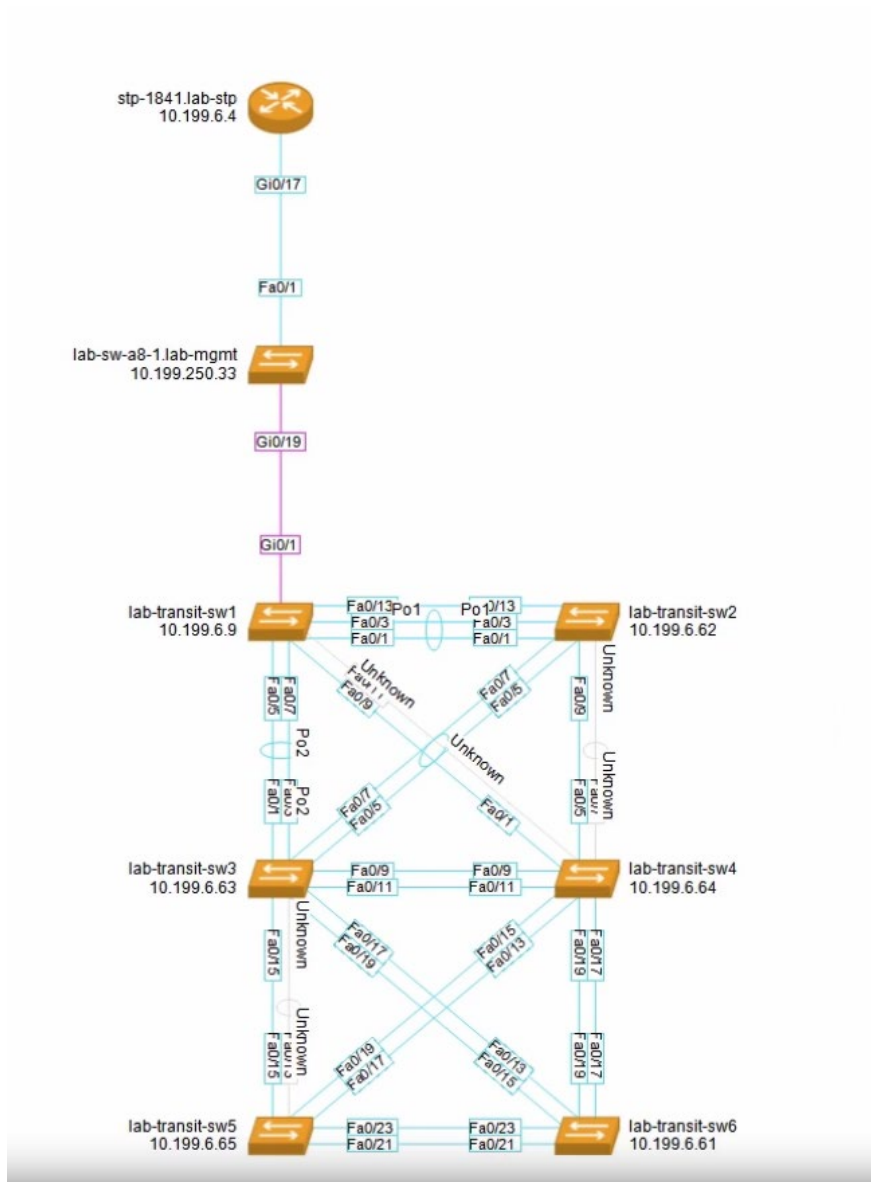 stp-1841.lab-stp
10.199.6.4
Gi0/17
Fa0/1
lab-sw-a8-1.lab-mgmt
10.199.250.33
Gi0/19
Gi0/1
lab-transit-sw1
10.199.6.9
Fa0/13
Po1
Po1
/13
lab-transit-sw2
10.199.6.62
Fa0/3
Fa0/3
Fa0/1
Fa0/1
Unknown
Fa0/9
Fa0/5
Fa0/7
Fa0/7
Fa0/5
Fa0/9
Unknown
Po2
Unknown
Unknown
Fa0/1
Po2
Fa0/7
Fa0/5
Fa0/1
Fa0/5
lab-transit-sw3
10.199.6.63
Fa0/9
Fa0/9
Fa0/11
Fa0/11
lab-transit-sw4
10.199.6.64
Fa0/15
Unknown
Fa0/17
Fa0/19
Fa0/15
Fa0/13
Fa0/19
Fa0/17
Unknown
Fa0/15
Fa0/19
Fa0/17
Fa0/13
Fa0/15
Fa0/19
Fa0/17
lab-transit-sw5
10.199.6.65
Fa0/23
Fa0/23
Fa0/21
Fa0/21
lab-transit-sw6
10.199.6.61